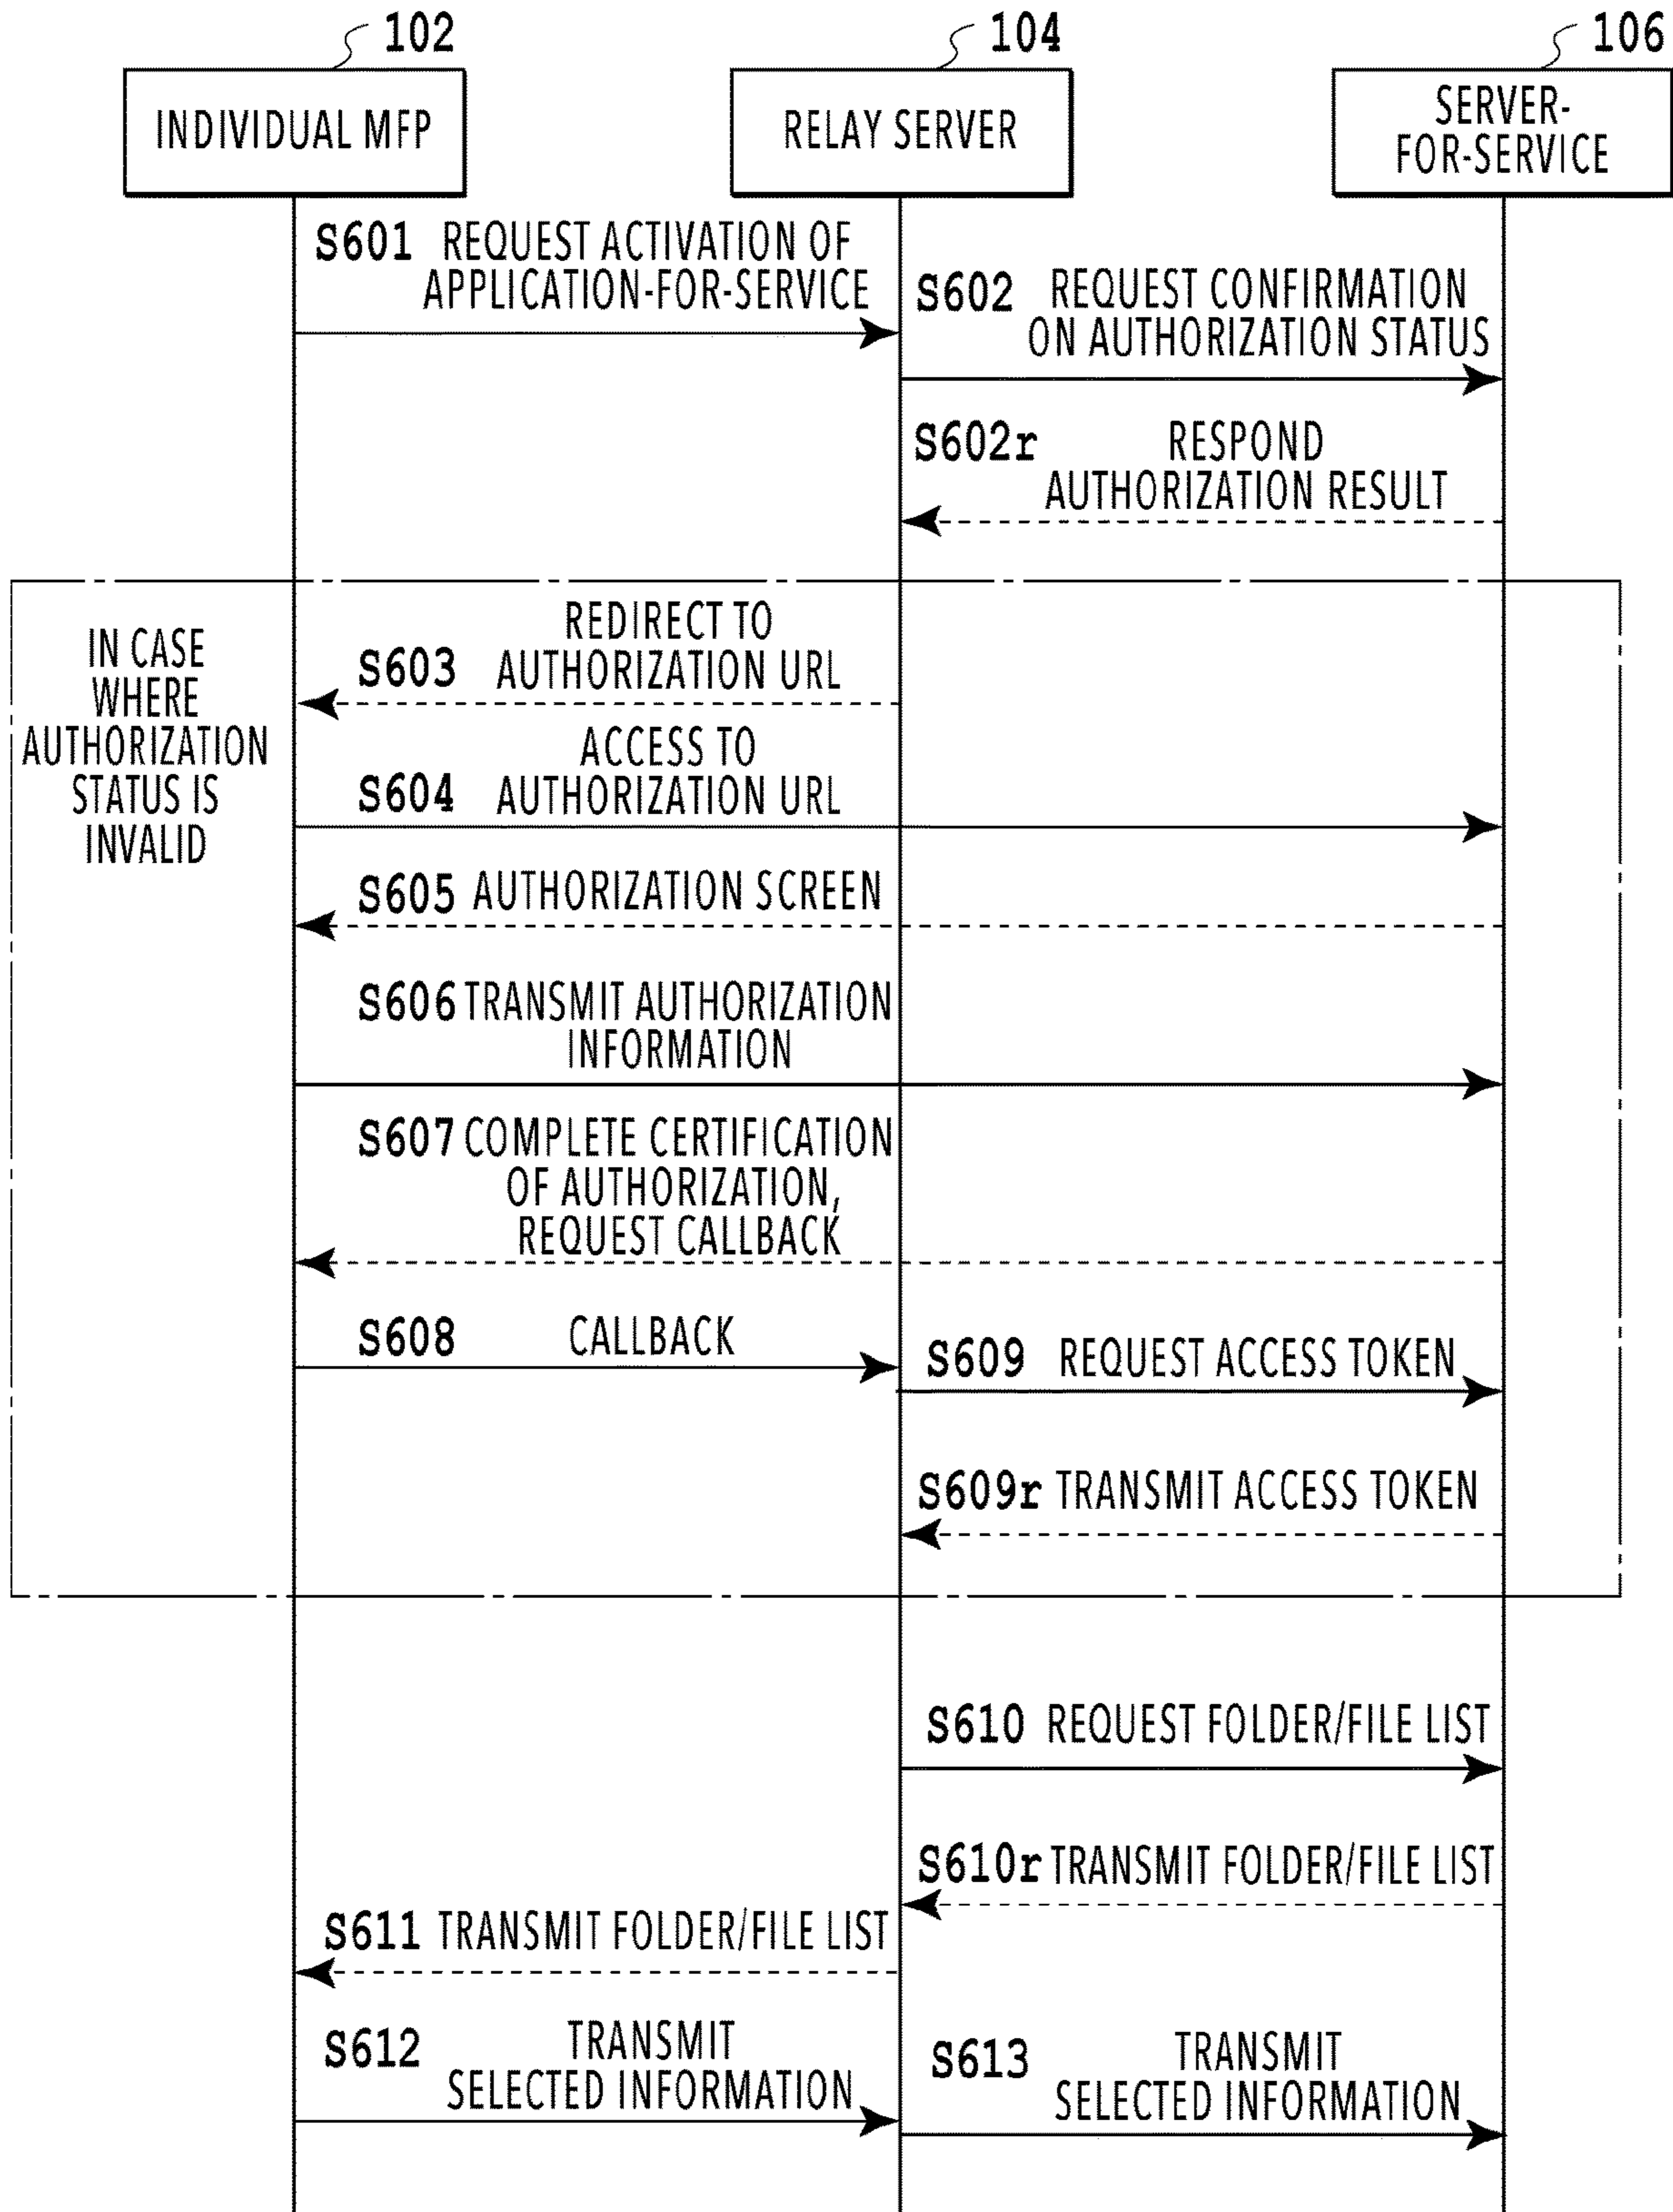 102
104
106
INDIVIDUAL MFP
RELAY SERVER
SERVER-
FOR-SERVICE
S601 REQUEST ACTIVATION OF
APPLICATION-FOR-SERVICE
S602 REQUEST CONFIRMATION
ON AUTHORIZATION STATUS
S602r RESPOND
AUTHORIZATION RESULT
IN CASE
WHERE
AUTHORIZATION
STATUS IS
INVALID
REDIRECT TO
S603 AUTHORIZATION URL
ACCESS TO
S604 AUTHORIZATION URL
S605 AUTHORIZATION SCREEN
S606 TRANSMIT AUTHORIZATION
INFORMATION
S607 COMPLETE CERTIFICATION
OF AUTHORIZATION,
REQUEST CALLBACK
S608 CALLBACK
S609 REQUEST ACCESS TOKEN
S609r TRANSMIT ACCESS TOKEN
S610 REQUEST FOLDER/FILE LIST
S610r TRANSMIT FOLDER/FILE LIST
S611 TRANSMIT FOLDER/FILE LIST
S612 TRANSMIT
SELECTED INFORMATION
S613 TRANSMIT
SELECTED INFORMATION